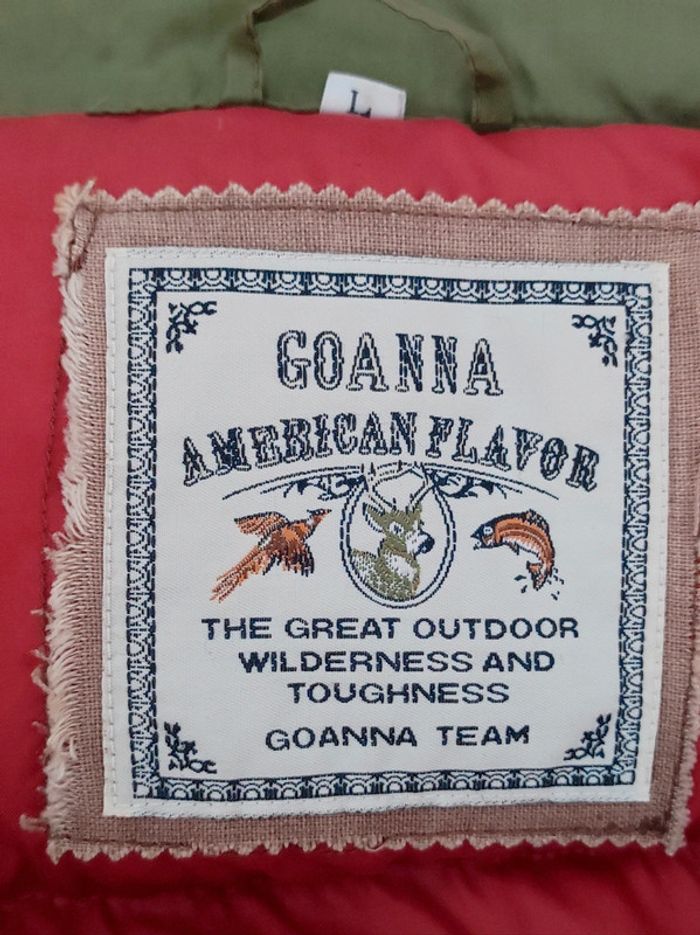 L
GOANNA
AMERICAN FLAVOR
THE GREAT OUTDOOR
WILDERNESS AND
TOUGHNESS
GOANNA TEAM